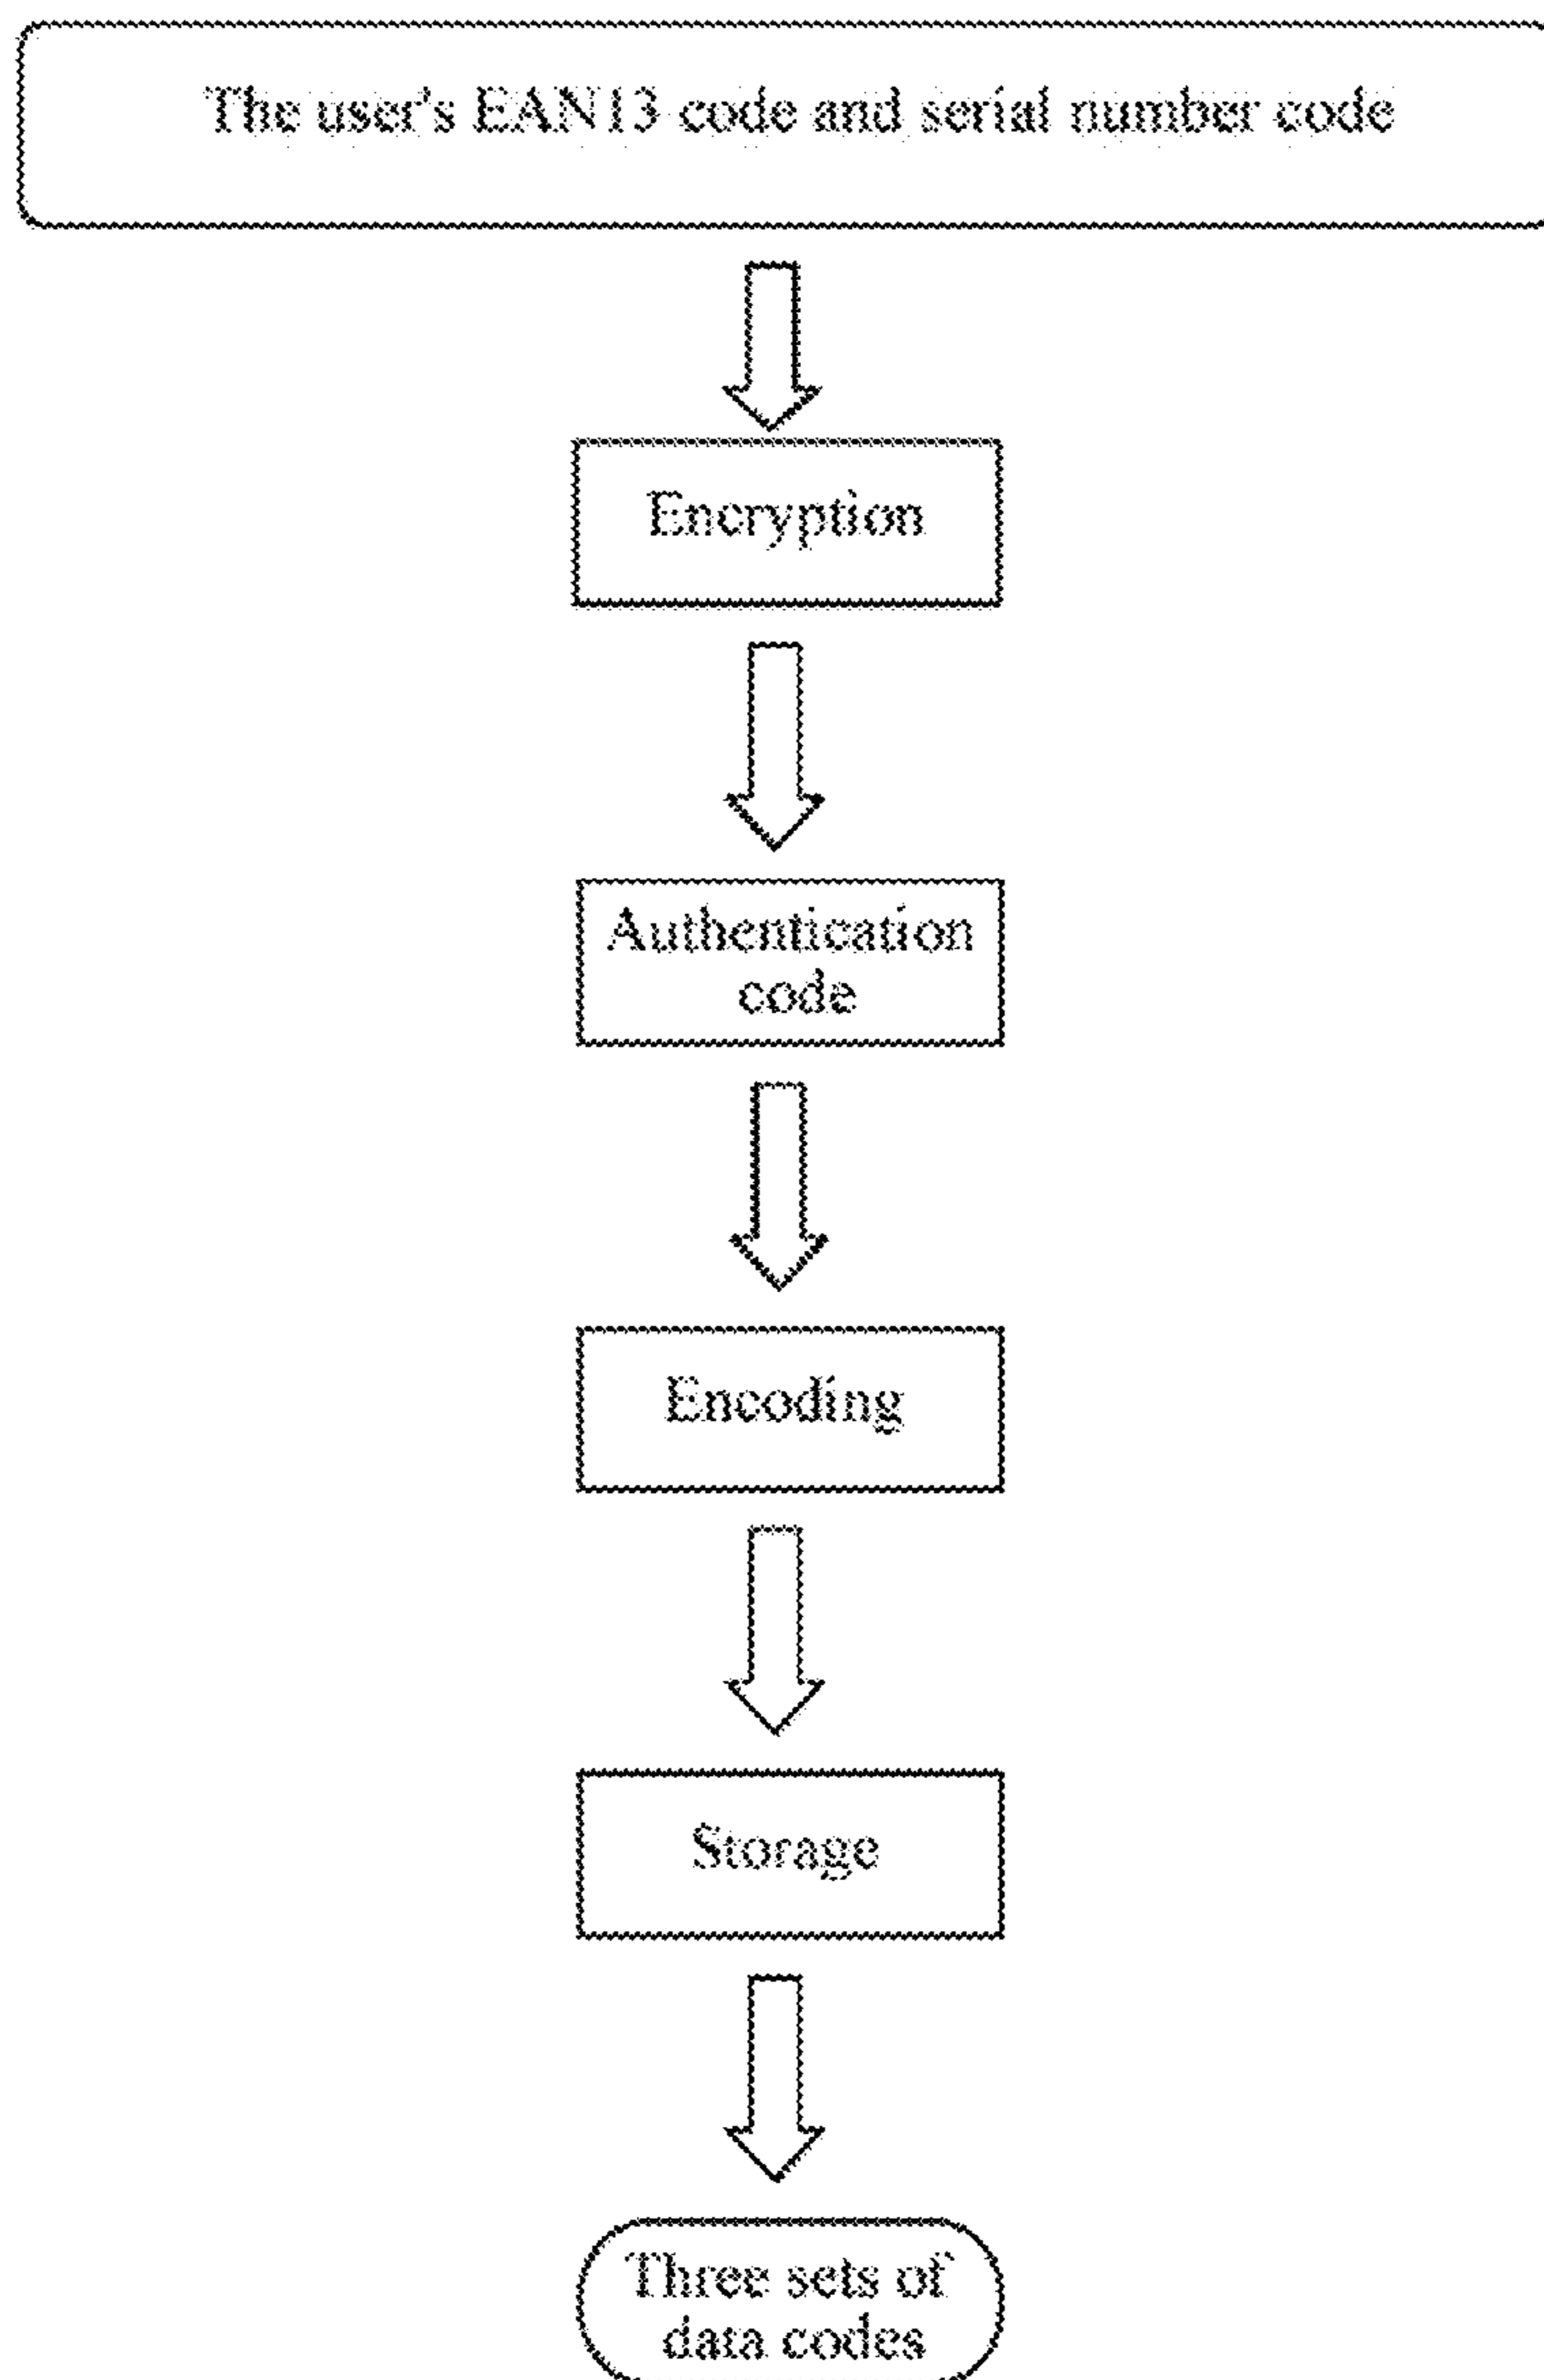 The user's EAN13 code and serial number code
Encryption
Authentication
code
Encoding
Storage
Three sets of
data codes